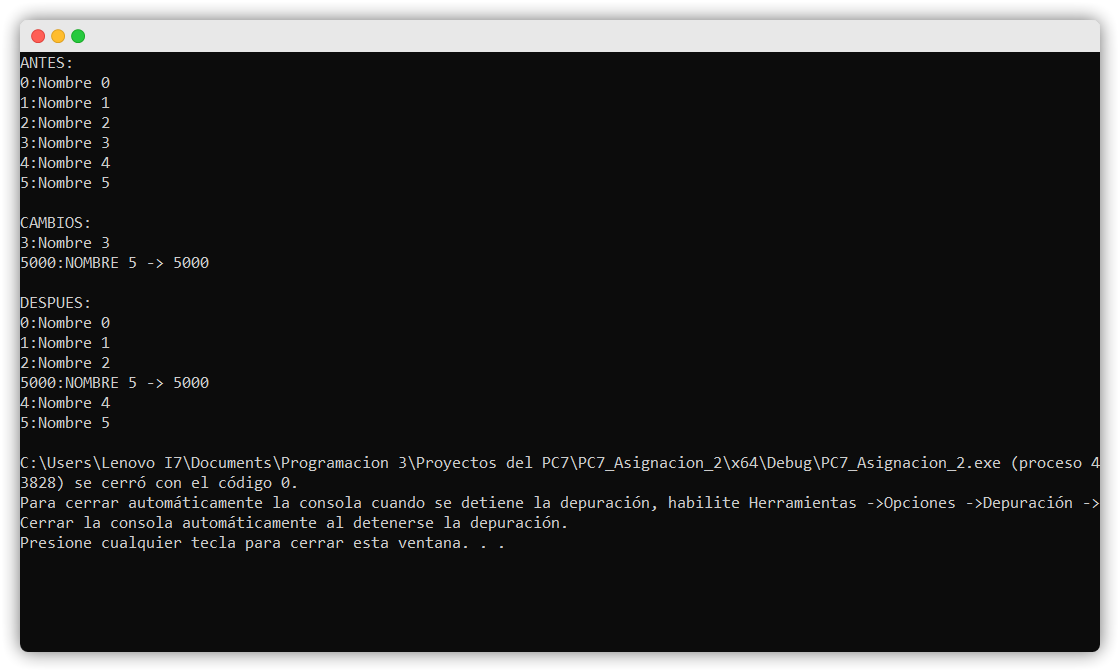 ANTES:
0:Nombre 0
1:Nombre 1
2:Nombre 2
3:Nombre 3
4:Nombre 4
5:Nombre 5
CAMBIOS:
3:Nombre 3
5000:NOMBRE 5 -> 5000
DESPUES:
0:Nombre 0
1:Nombre 1
2:Nombre 2
5000:NOMBRE 5 -> 5000
4:Nombre 4
5:Nombre 5
C:\Users\Lenovo I7\Documents\Programacion 3\Proyectos del PC7\PC7_Asignacion_2\x64\Debug\PC7_Asignacion_2.exe (proceso 4
3828) se cerró con el código 0.
Para cerrar automáticamente la consola cuando se detiene la depuración, habilite Herramientas ->Opciones ->Depuración ->
Cerrar la consola automáticamente al detenerse la depuración.
Presione cualquier tecla para cerrar esta ventana. . .